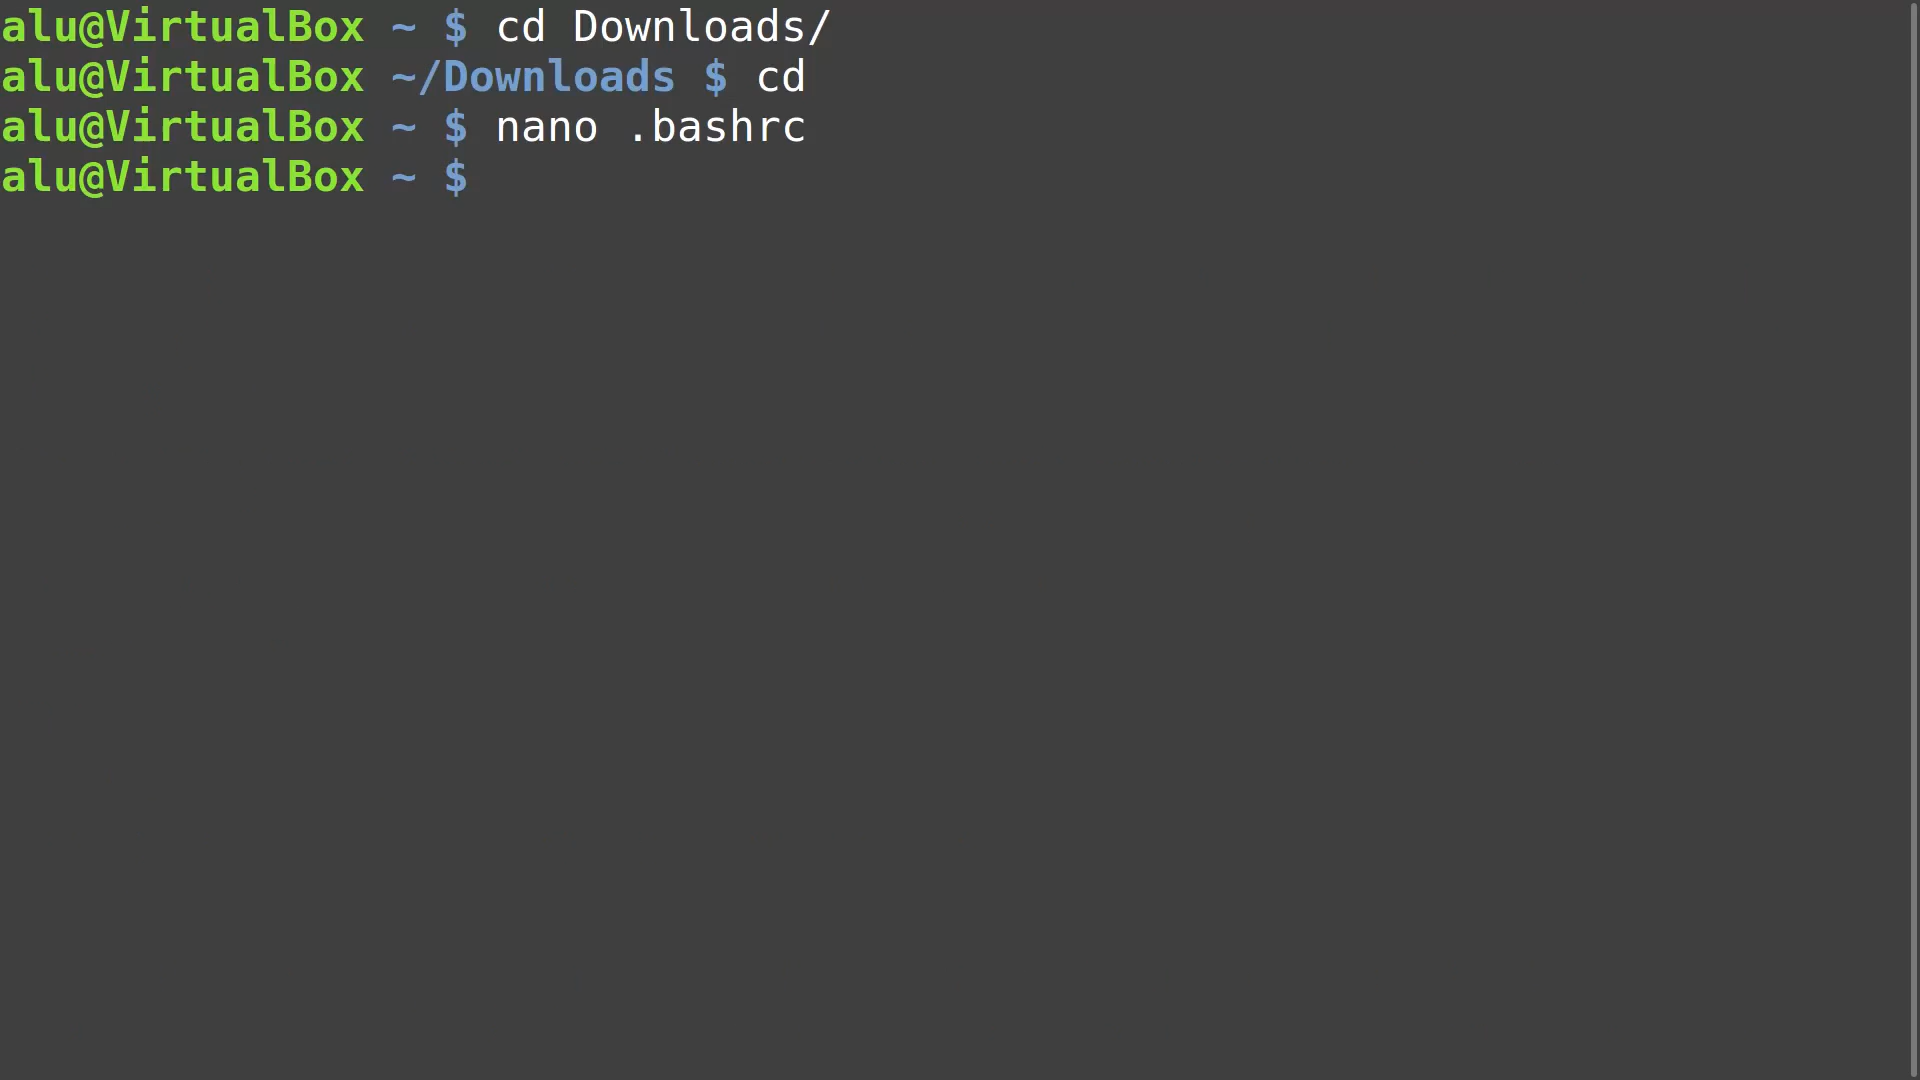 alu@VirtualBox ~ $ cd Downloads/
alu@VirtualBox ~/Downloads $ cd
alu@VirtualBox ~ $ nano .bashrc
alu@VirtualBox ~ $